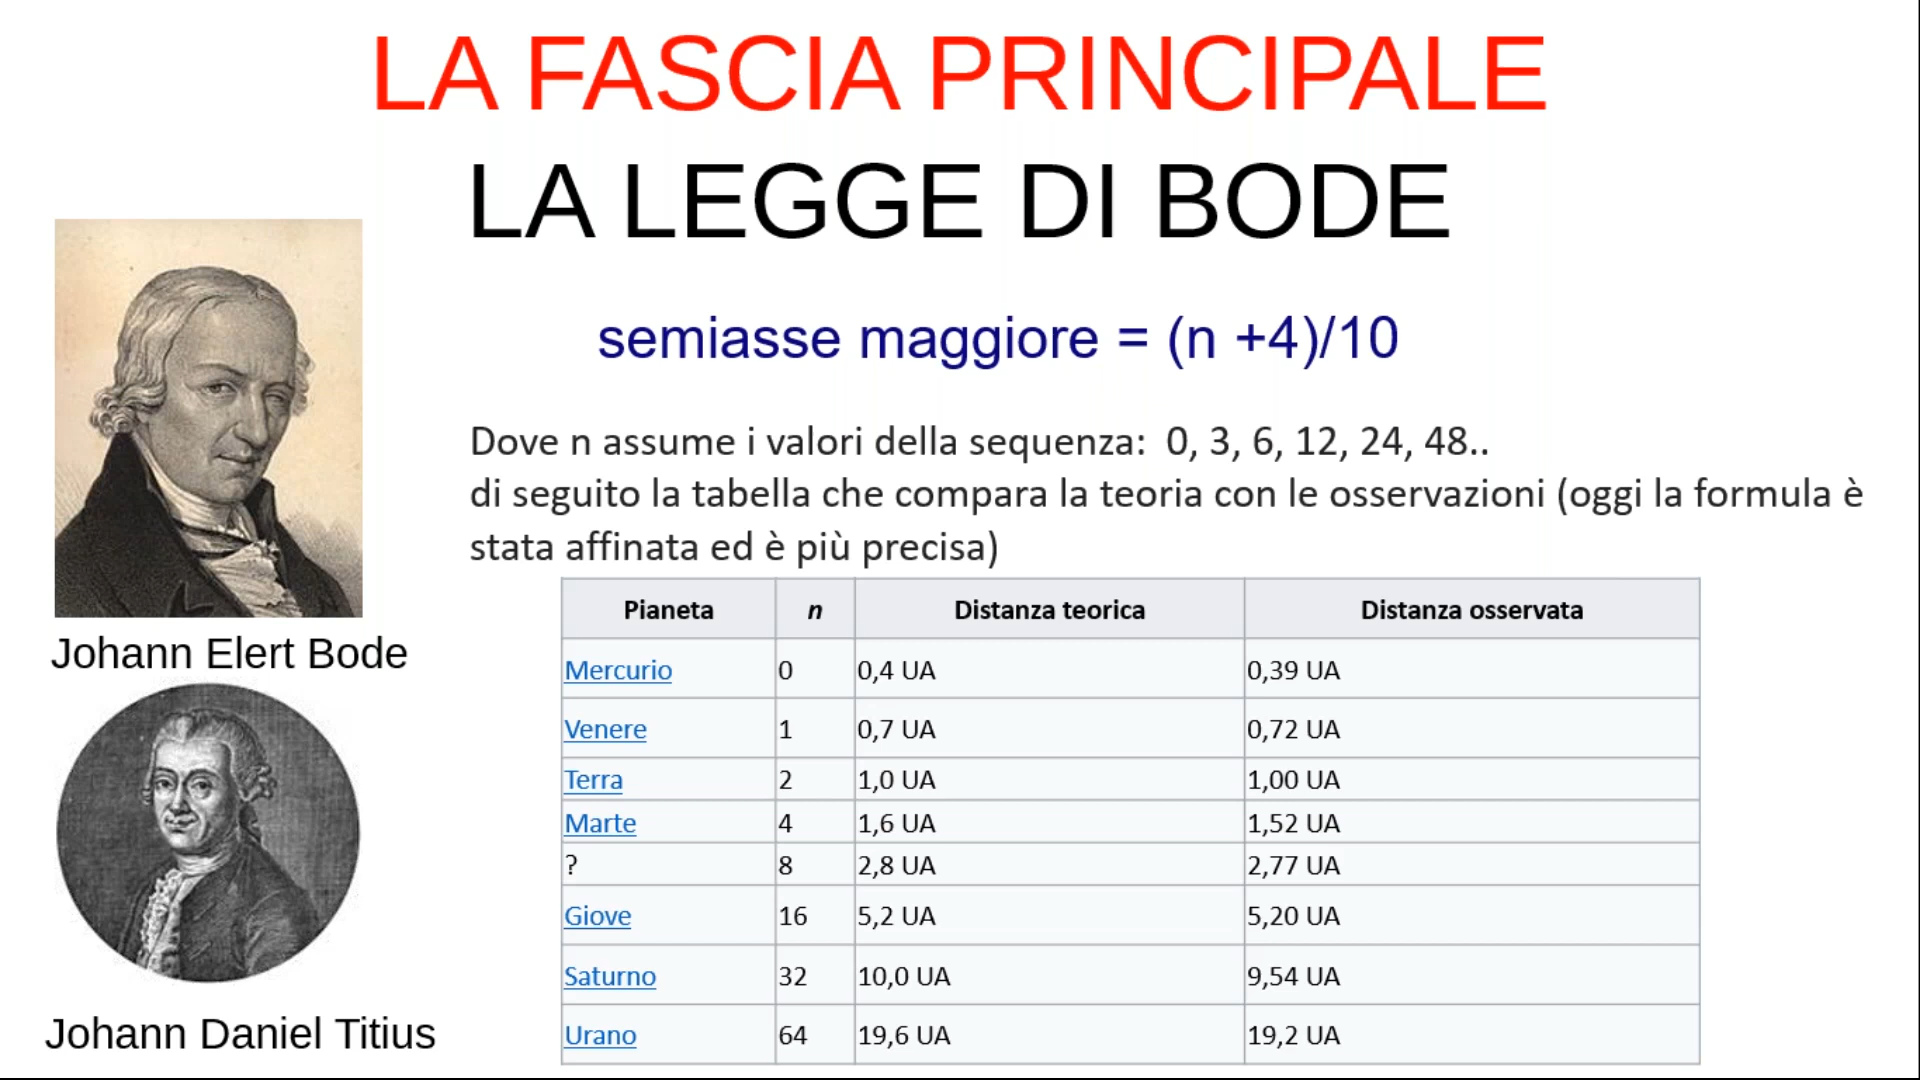 LA FASCIA PRINCIPALE
LA LEGGE DI BODE
semiasse maggiore = (n +4)/10
Dove n assume i valori della sequenza: 0, 3, 6, 12, 24, 48..
di seguito la tabella che compara la teoria con le osservazioni (oggi la formula è
stata affinata ed è più precisa)
Johann Elert Bode
Johann Daniel Titius
Pianeta n Distanza teorica Distanza osservata
Mercurio 0 0,4 UA 0,39 UA
Venere 1 0,7 UA 0,72 UA
Terra 2 1,0 UA 1,00 UA
Marte 4 1,6 UA 1,52 UA
? 8 2,8 UA 2,77 UA
Giove 16 5,2 UA 5,20 UA
Saturno 32 10,0 UA 9,54 UA
Urano 64 19,6 UA 19,2 UA